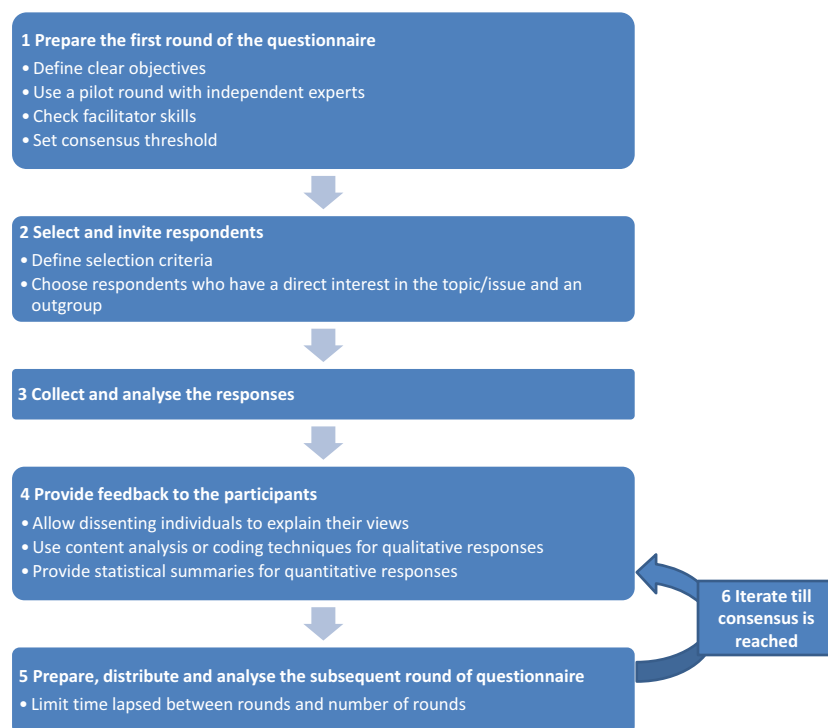 1 Prepare the first round of the questionnaire
• Define clear objectives
• Use a pilot round with independent experts
• Check facilitator skills
• Set consensus threshold
2 Select and invite respondents
• Define selection criteria
• Choose respondents who have a direct interest in the topic/issue and an
outgroup
3 Collect and analyse the responses
4 Provide feedback to the participants
• Allow dissenting individuals to explain their views
• Use content analysis or coding techniques for qualitative responses
• Provide statistical summaries for quantitative responses
5 Prepare, distribute and analyse the subsequent round of questionnaire
• Limit time lapsed between rounds and number of rounds
6 Iterate till
consensus is
reached